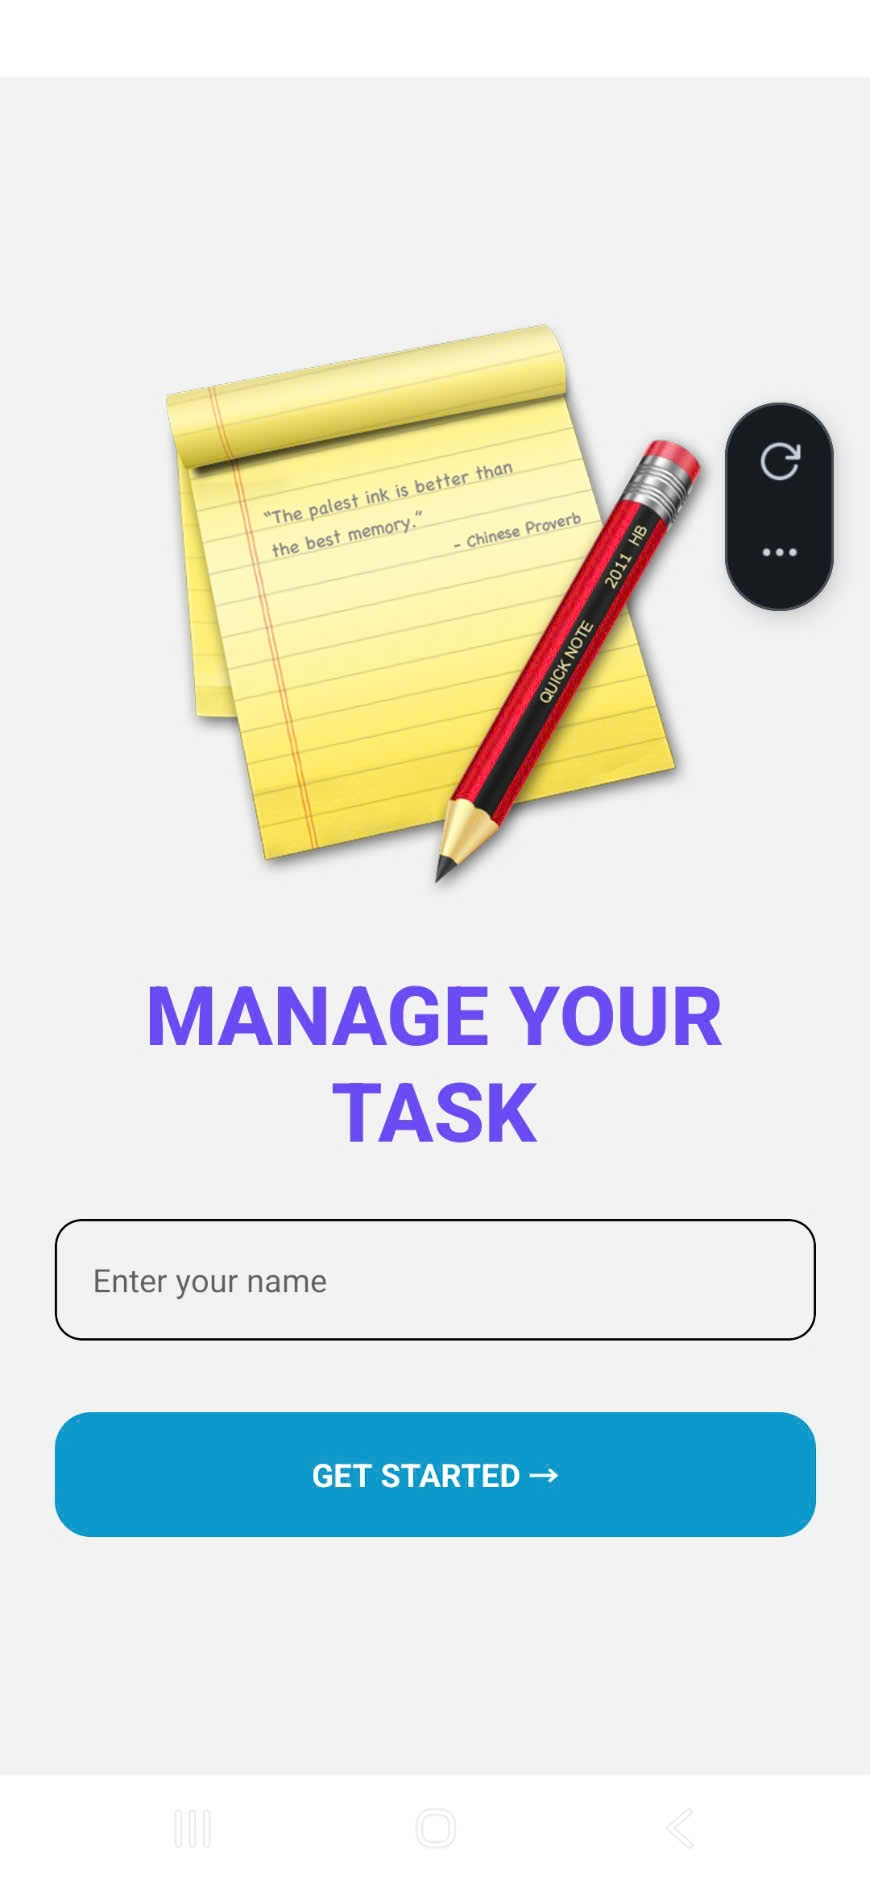 “The palest ink is better than
the best memory.”
– Chinese Proverb
2011 HB
QUICK NOTE
MANAGE YOUR
TASK
Enter your name
GET STARTED →